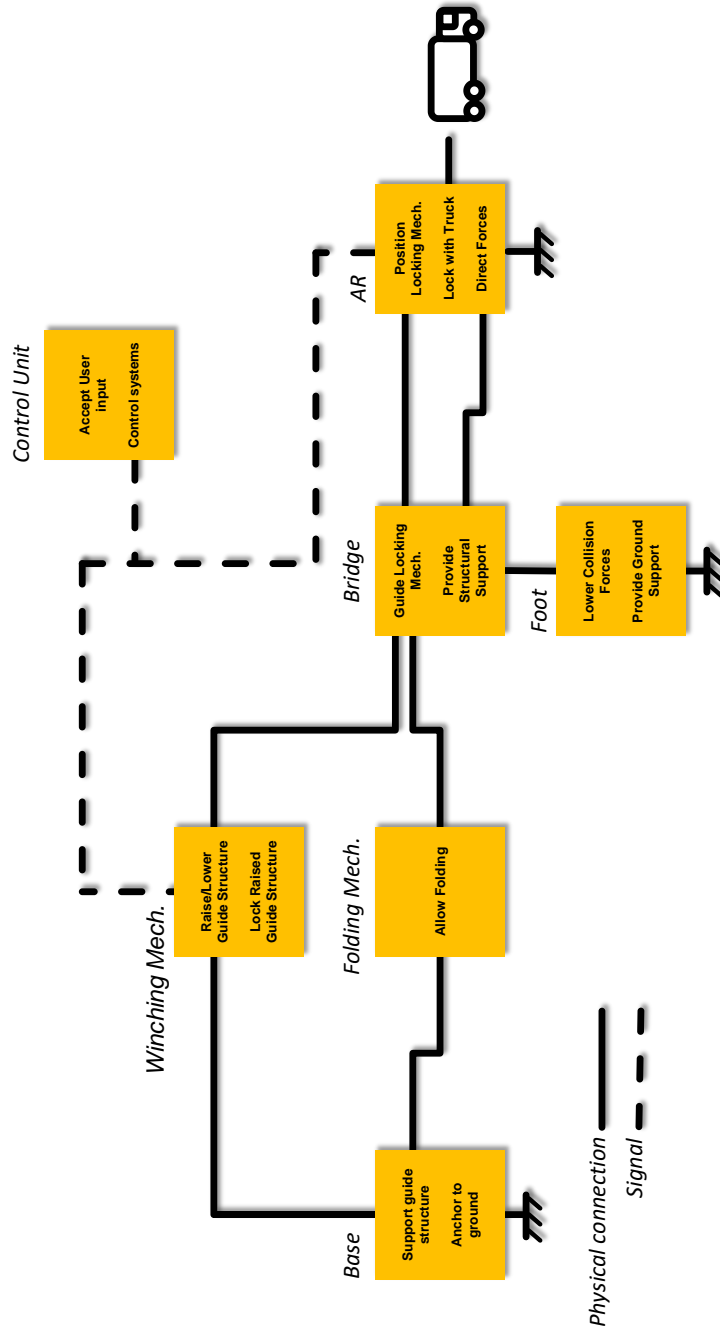 Control Unit
Accept User
input
Control systems
Winching Mech.
Raise/Lower
Guide Structure
Lock Raised
Guide Structure
Base
Support guide
structure
Anchor to
ground
Folding Mech.
Allow Folding
Bridge
Guide Locking
Mech.
Provide
Structural
Support
AR
Position
Locking Mech.
Lock with Truck
Direct Forces
Foot
Lower Collision
Forces
Provide Ground
Support
Physical connection
Signal